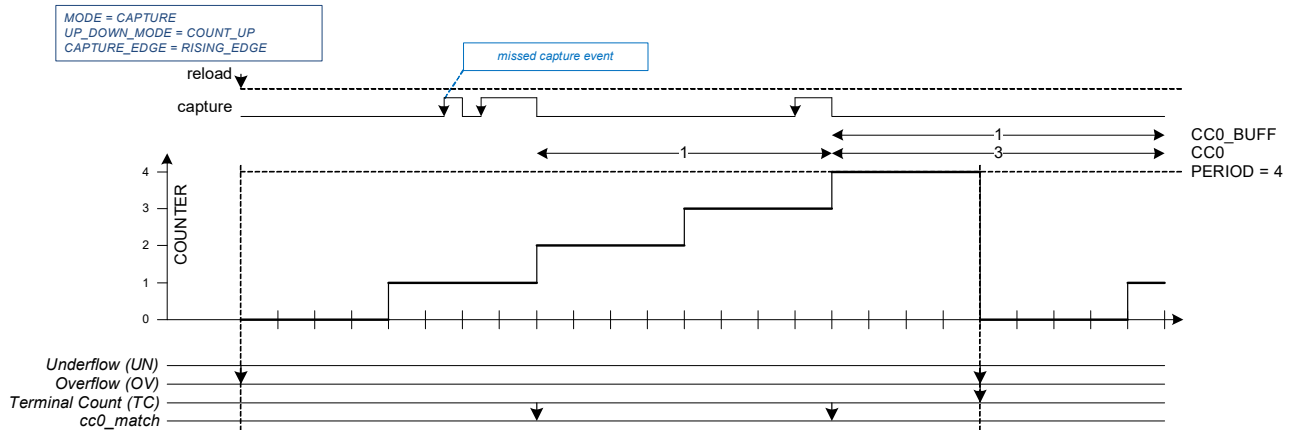 MODE = CAPTURE
UP_DOWN_MODE = COUNT_UP
CAPTURE_EDGE = RISING_EDGE
missed capture event
reload
capture
1
CC0_BUFF
1
3
CC0
4
PERIOD = 4
3
COUNTER
2
1
0
Underflow (UN)
Overflow (OV)
Terminal Count (TC)
cc0_match